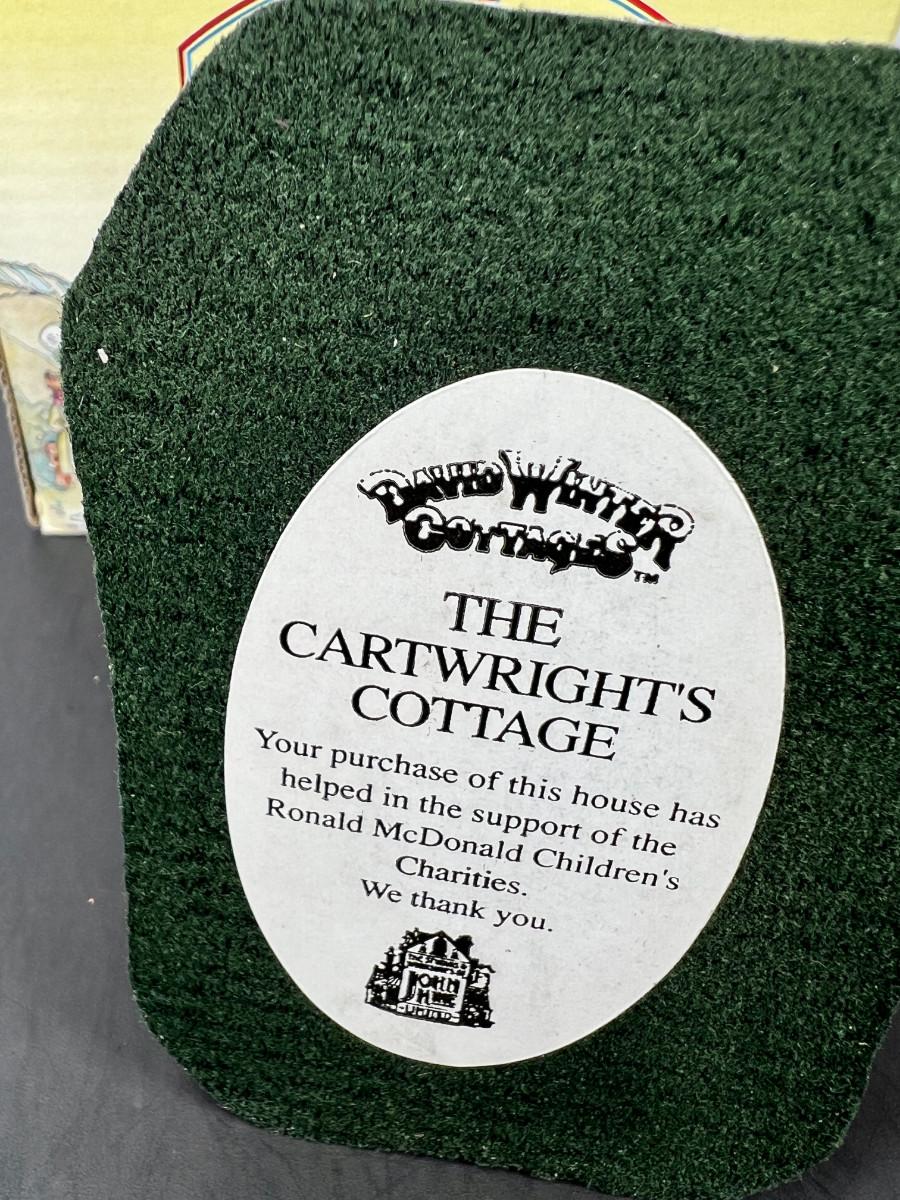 DAVID WINTER
COTTAGES™
THE
CARTWRIGHT'S
COTTAGE
Your purchase of this house has
helped in the support of the
Ronald McDonald Children's
Charities.
We thank you.
JOHN
HINE